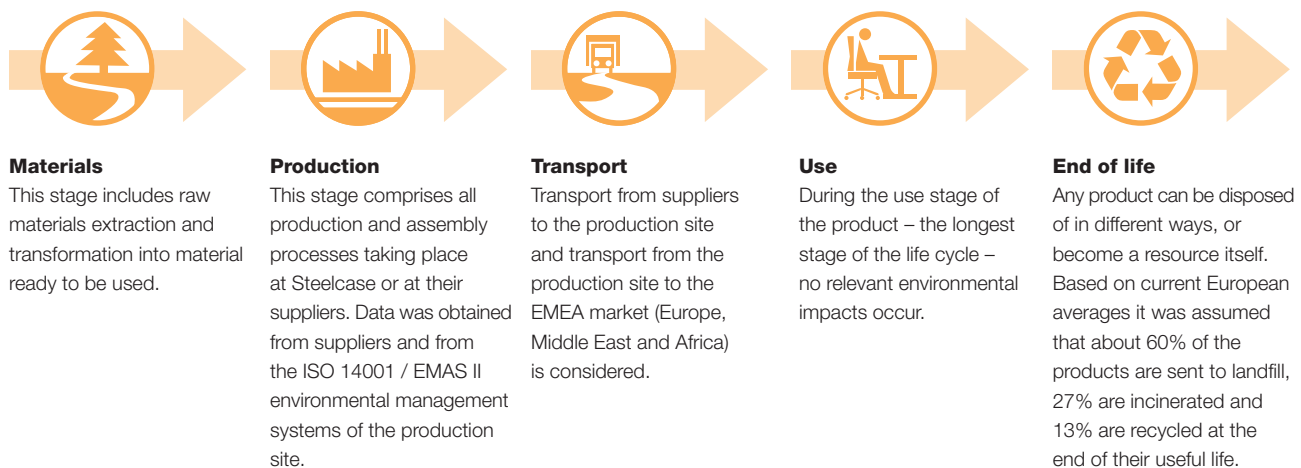 Materials
This stage includes raw
materials extraction and
transformation into material
ready to be used.
Production
This stage comprises all
production and assembly
processes taking place
at Steelcase or at their
suppliers. Data was obtained
from suppliers and from
the ISO 14001 / EMAS II
environmental management
systems of the production
site.
Transport
Transport from suppliers
to the production site
and transport from the
production site to the
EMEA market (Europe,
Middle East and Africa)
is considered.
Use
During the use stage of
the product – the longest
stage of the life cycle –
no relevant environmental
impacts occur.
End of life
Any product can be disposed
of in different ways, or
become a resource itself.
Based on current European
averages it was assumed
that about 60% of the
products are sent to landfill,
27% are incinerated and
13% are recycled at the
end of their useful life.